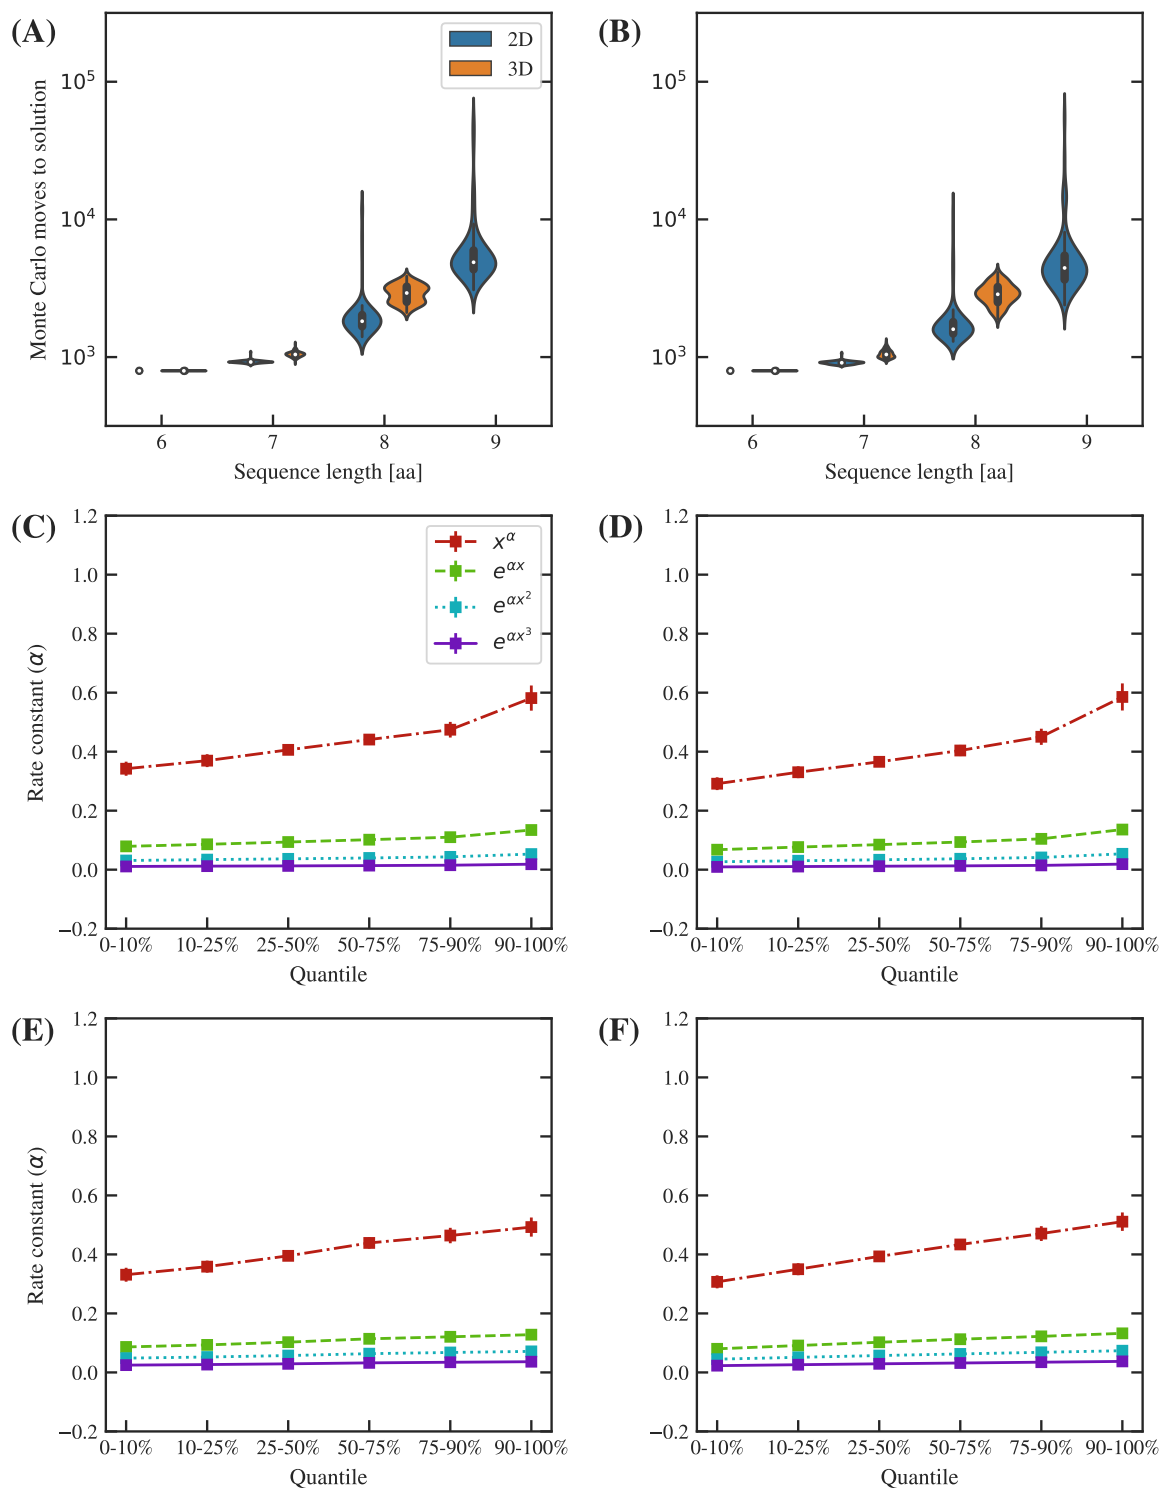 (A)
2D
3D
Monte Carlo moves to solution
10^5
10^4
10^3
6 7 8 9
Sequence length [aa]
(B)
10^5
10^4
10^3
6 7 8 9
Sequence length [aa]
(C)
x^α
e^{αx}
e^{αx^2}
e^{αx^3}
Rate constant (α)
1.2
1.0
0.8
0.6
0.4
0.2
0.0
−0.2
0-10% 10-25% 25-50% 50-75% 75-90% 90-100%
Quantile
(D)
1.2
1.0
0.8
0.6
0.4
0.2
0.0
−0.2
0-10% 10-25% 25-50% 50-75% 75-90% 90-100%
Quantile
(E)
Rate constant (α)
1.2
1.0
0.8
0.6
0.4
0.2
0.0
−0.2
0-10% 10-25% 25-50% 50-75% 75-90% 90-100%
Quantile
(F)
1.2
1.0
0.8
0.6
0.4
0.2
0.0
−0.2
0-10% 10-25% 25-50% 50-75% 75-90% 90-100%
Quantile